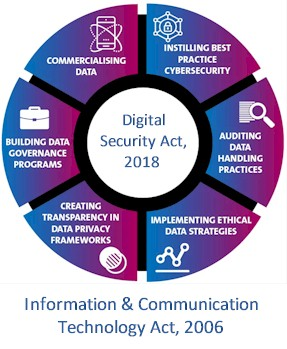 COMMERCIALISING
DATA
INSTILLING BEST
PRACTICE
CYBERSECURITY
BUILDING DATA
GOVERNANCE
PROGRAMS
Digital
Security Act,
2018
AUDITING
DATA
HANDLING
PRACTICES
CREATING
TRANSPARENCY IN
DATA PRIVACY
FRAMEWORKS
IMPLEMENTING ETHICAL
DATA STRATEGIES
Information & Communication
Technology Act, 2006